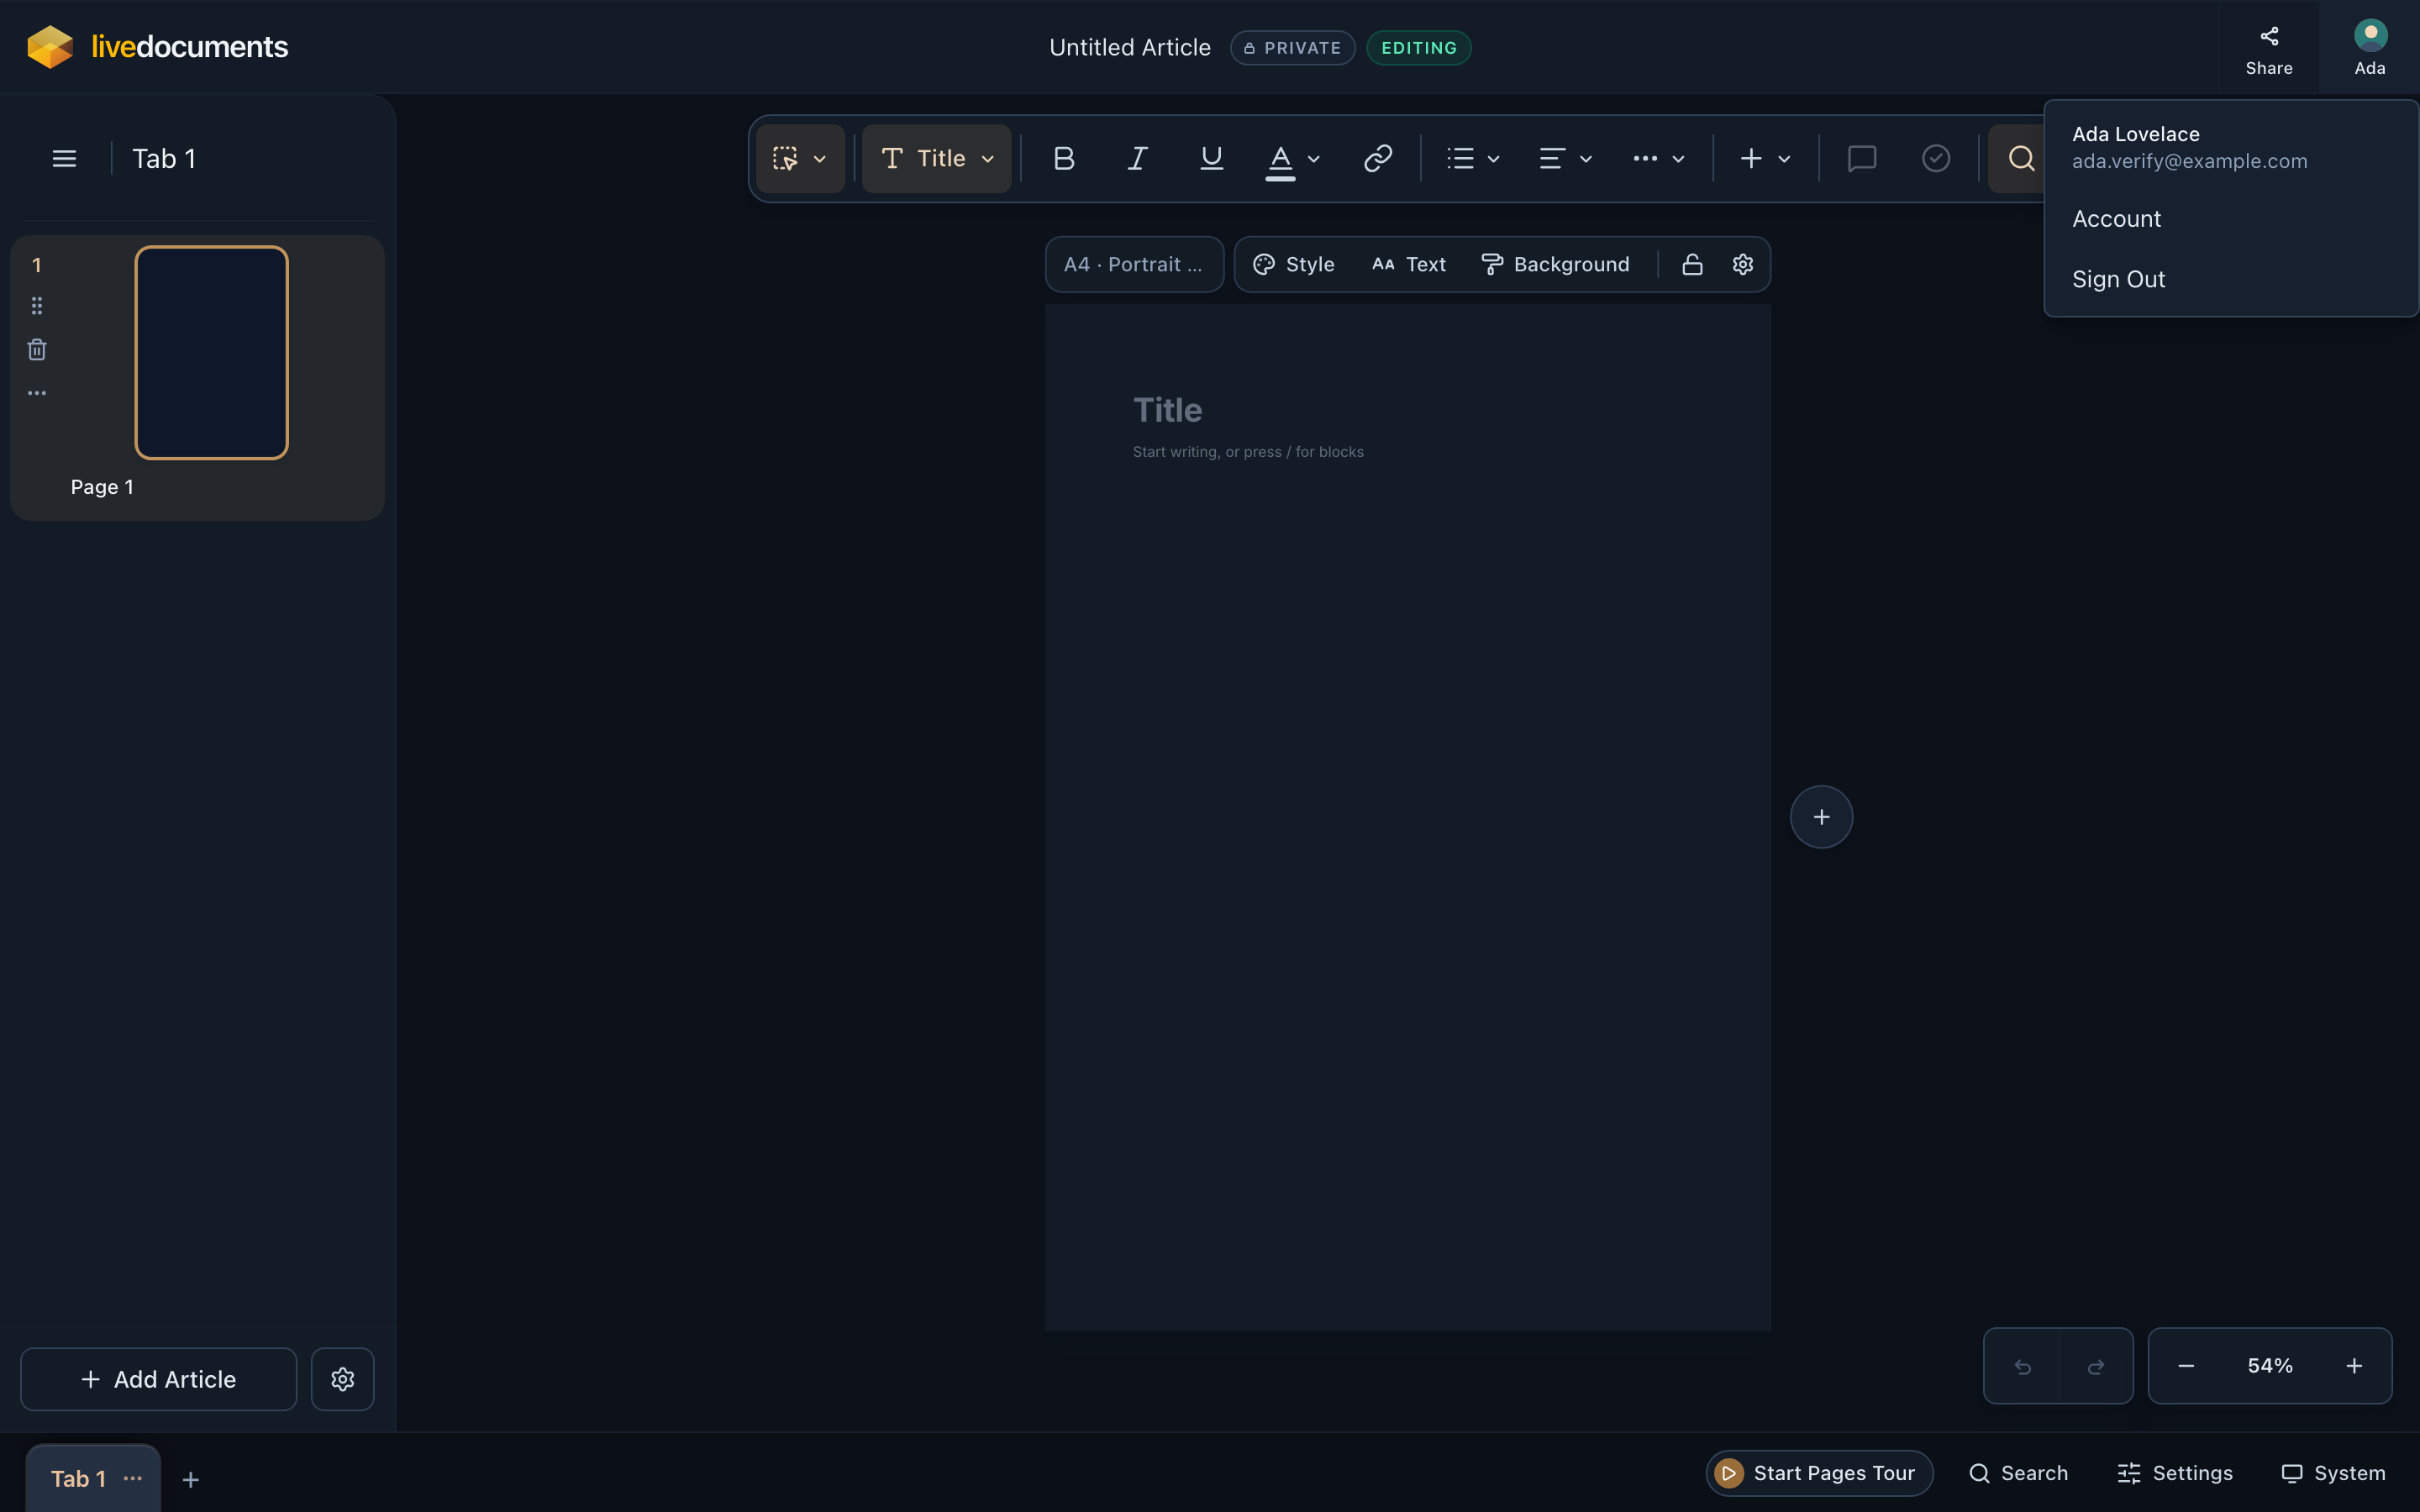 livedocuments
Untitled Article
PRIVATE
EDITING
Share
Ada
Tab 1
Title
Ada Lovelace
ada.verify@example.com
Account
Sign Out
1
Page 1
A4 · Portrait ...
Style
Text
Background
Title
Start writing, or press / for blocks
Add Article
54%
Tab 1
Start Pages Tour
Search
Settings
System